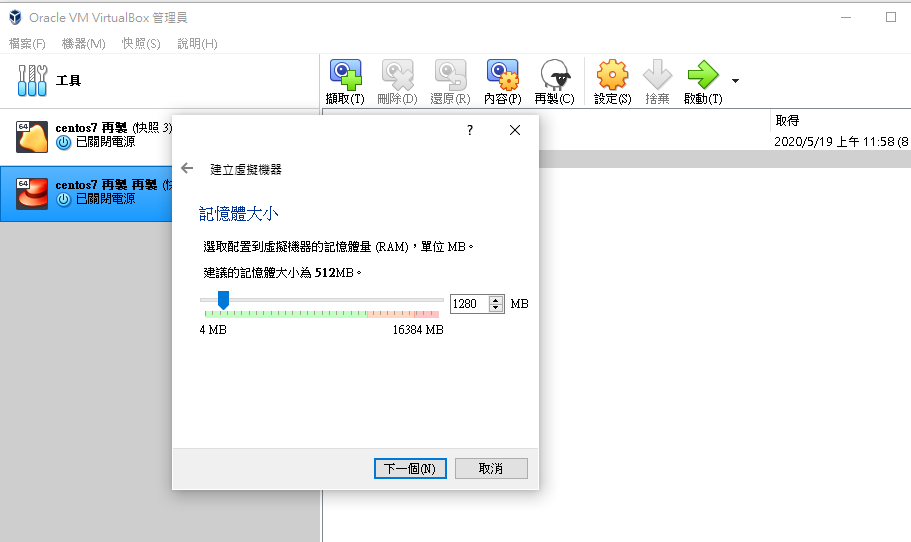 Oracle VM VirtualBox 管理員
檔案(F) 機器(M) 快照(S) 說明(H)
工具
擷取(T) 刪除(D) 還原(R) 內容(P) 再製(C) 設定(S) 捨棄 啟動(T)
64
centos7 再製 (快照 3)
已關閉電源
64
centos7 再製 再製 (快
已關閉電源
取得
2020/5/19 上午 11:58 (8
?
建立虛擬機器
記憶體大小
選取配置到虛擬機器的記憶體量 (RAM),單位 MB。
建議的記憶體大小為 512MB。
1280 MB
4 MB 16384 MB
下一個(N) 取消